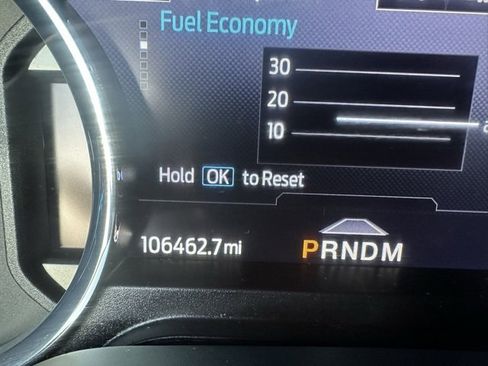 Fuel Economy
30
20
10
Hold OK to Reset
106462.7mi
PRNDM